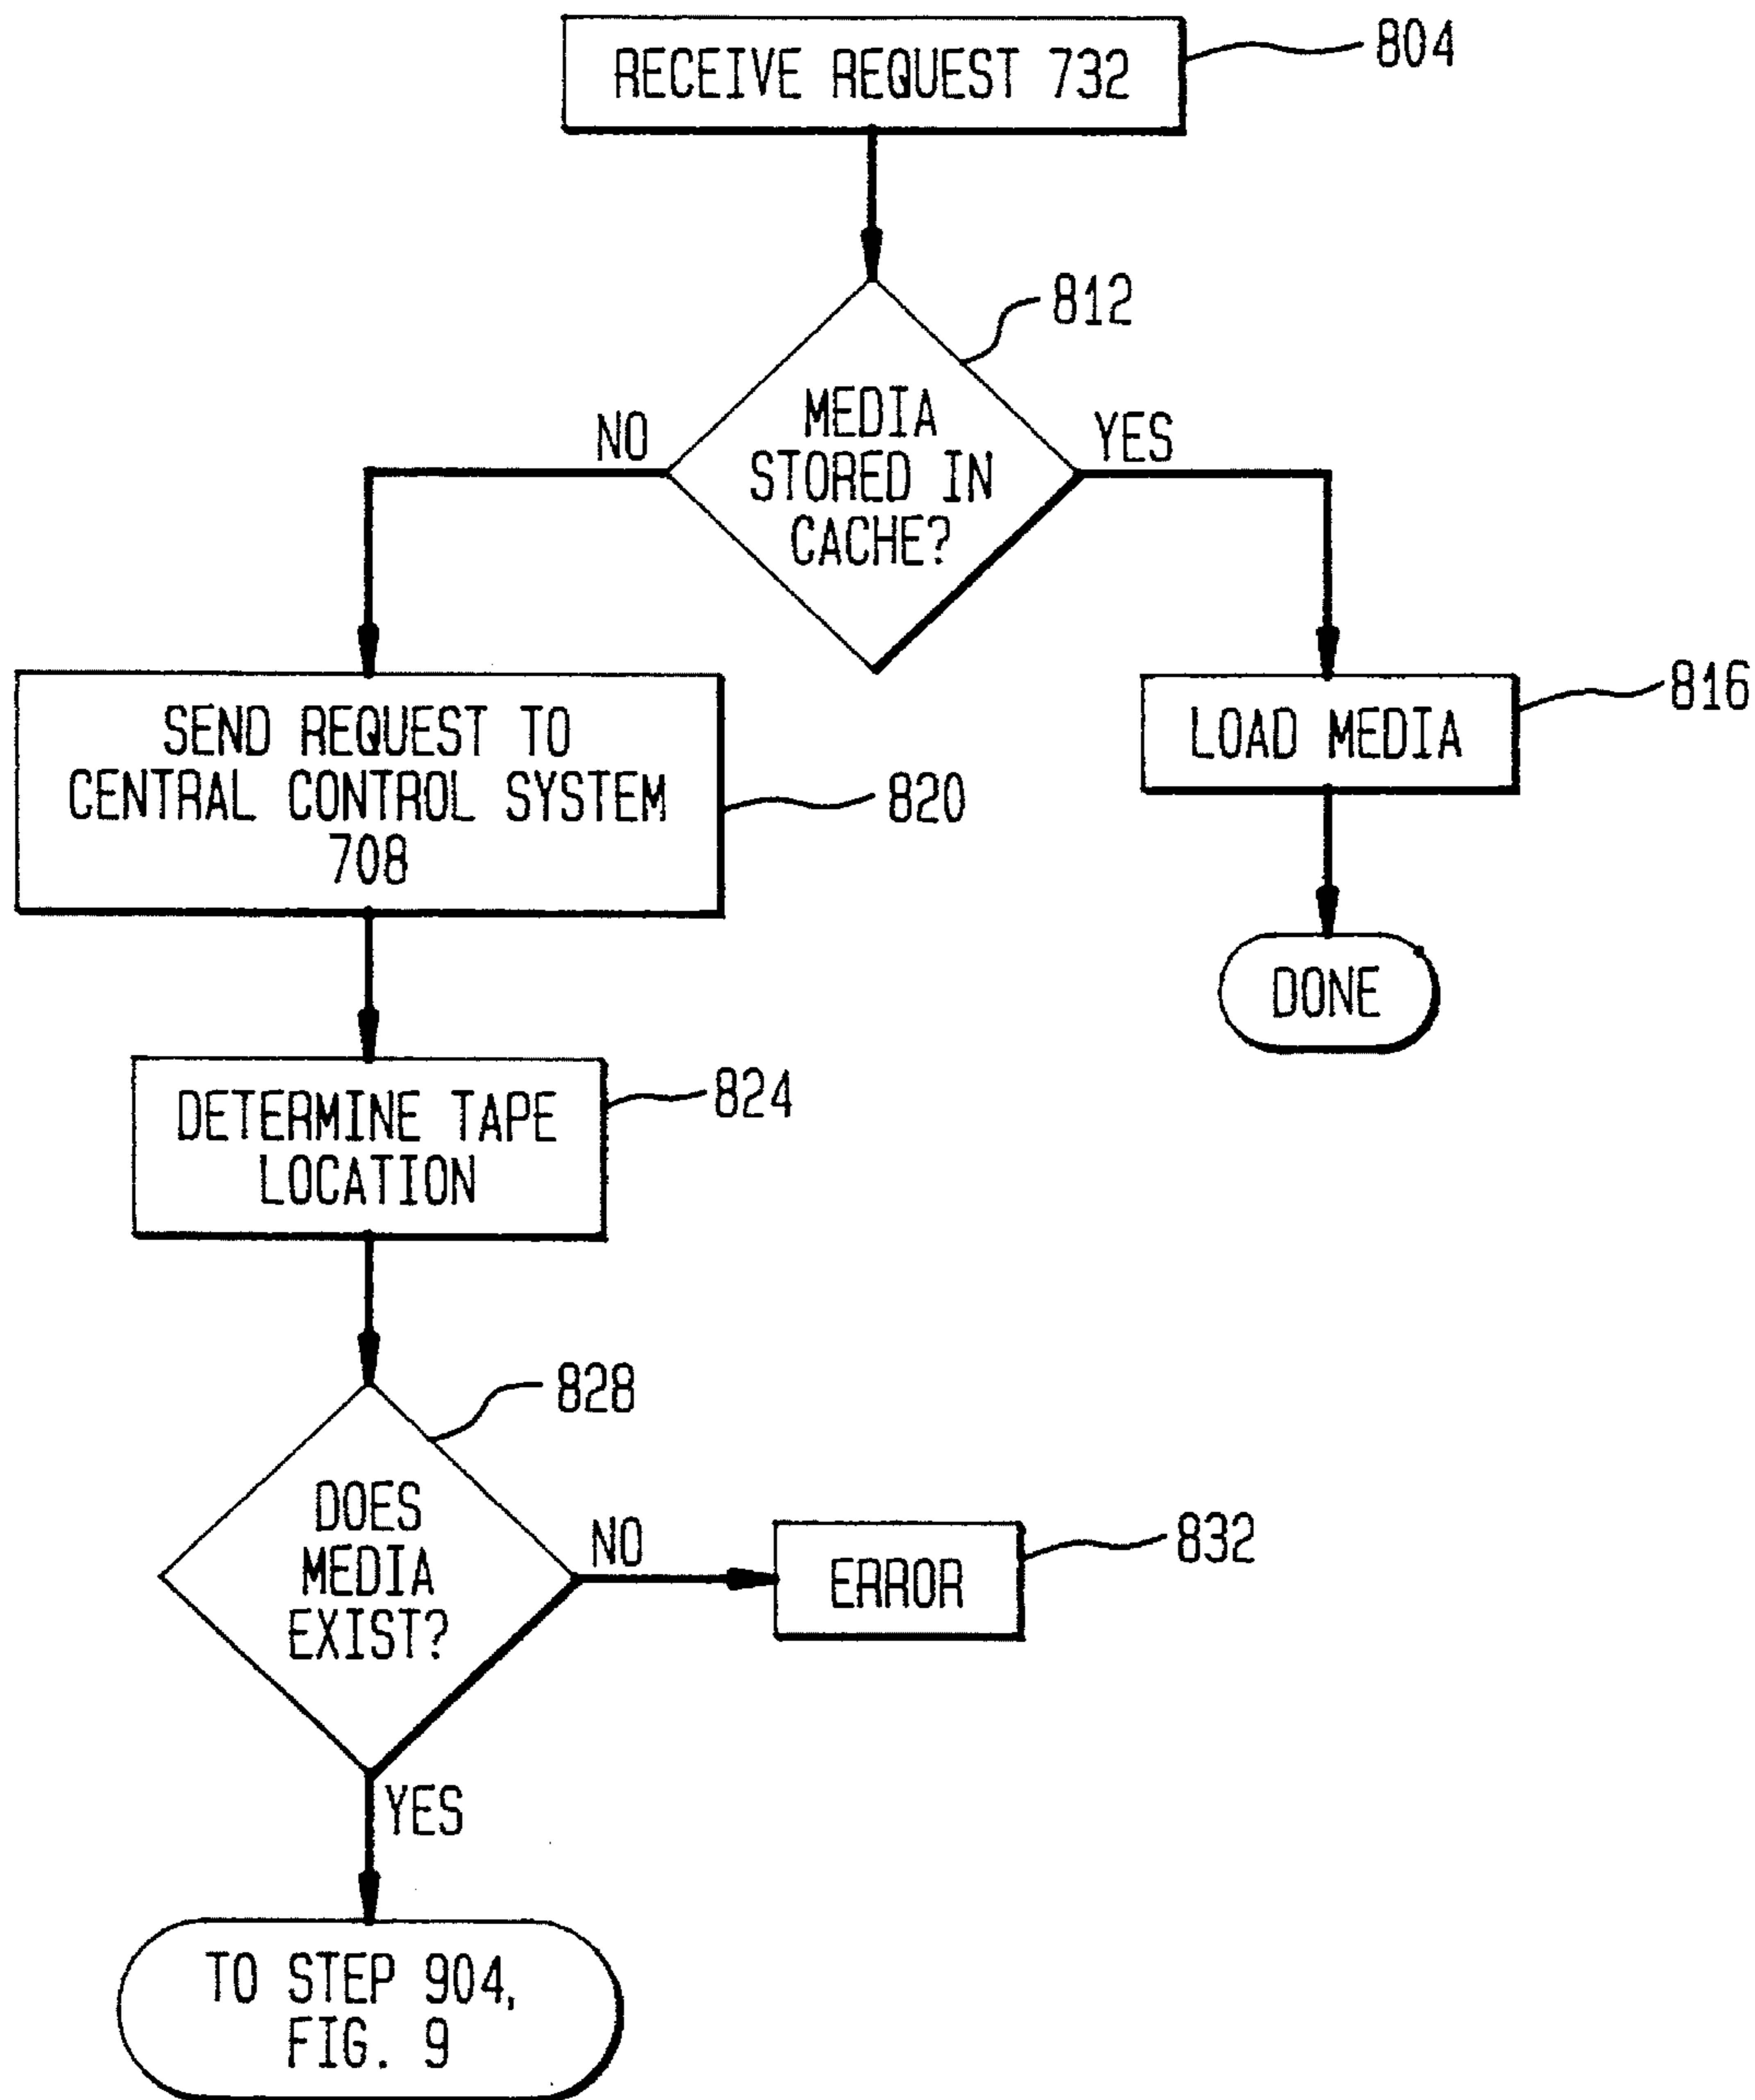 RECEIVE REQUEST 732
804
812
MEDIA
STORED IN
CACHE?
NO
YES
SEND REQUEST TO
CENTRAL CONTROL SYSTEM
708
820
LOAD MEDIA
816
DONE
DETERMINE TAPE
LOCATION
824
828
DOES
MEDIA
EXIST?
NO
ERROR
832
YES
TO STEP 904,
FIG. 9